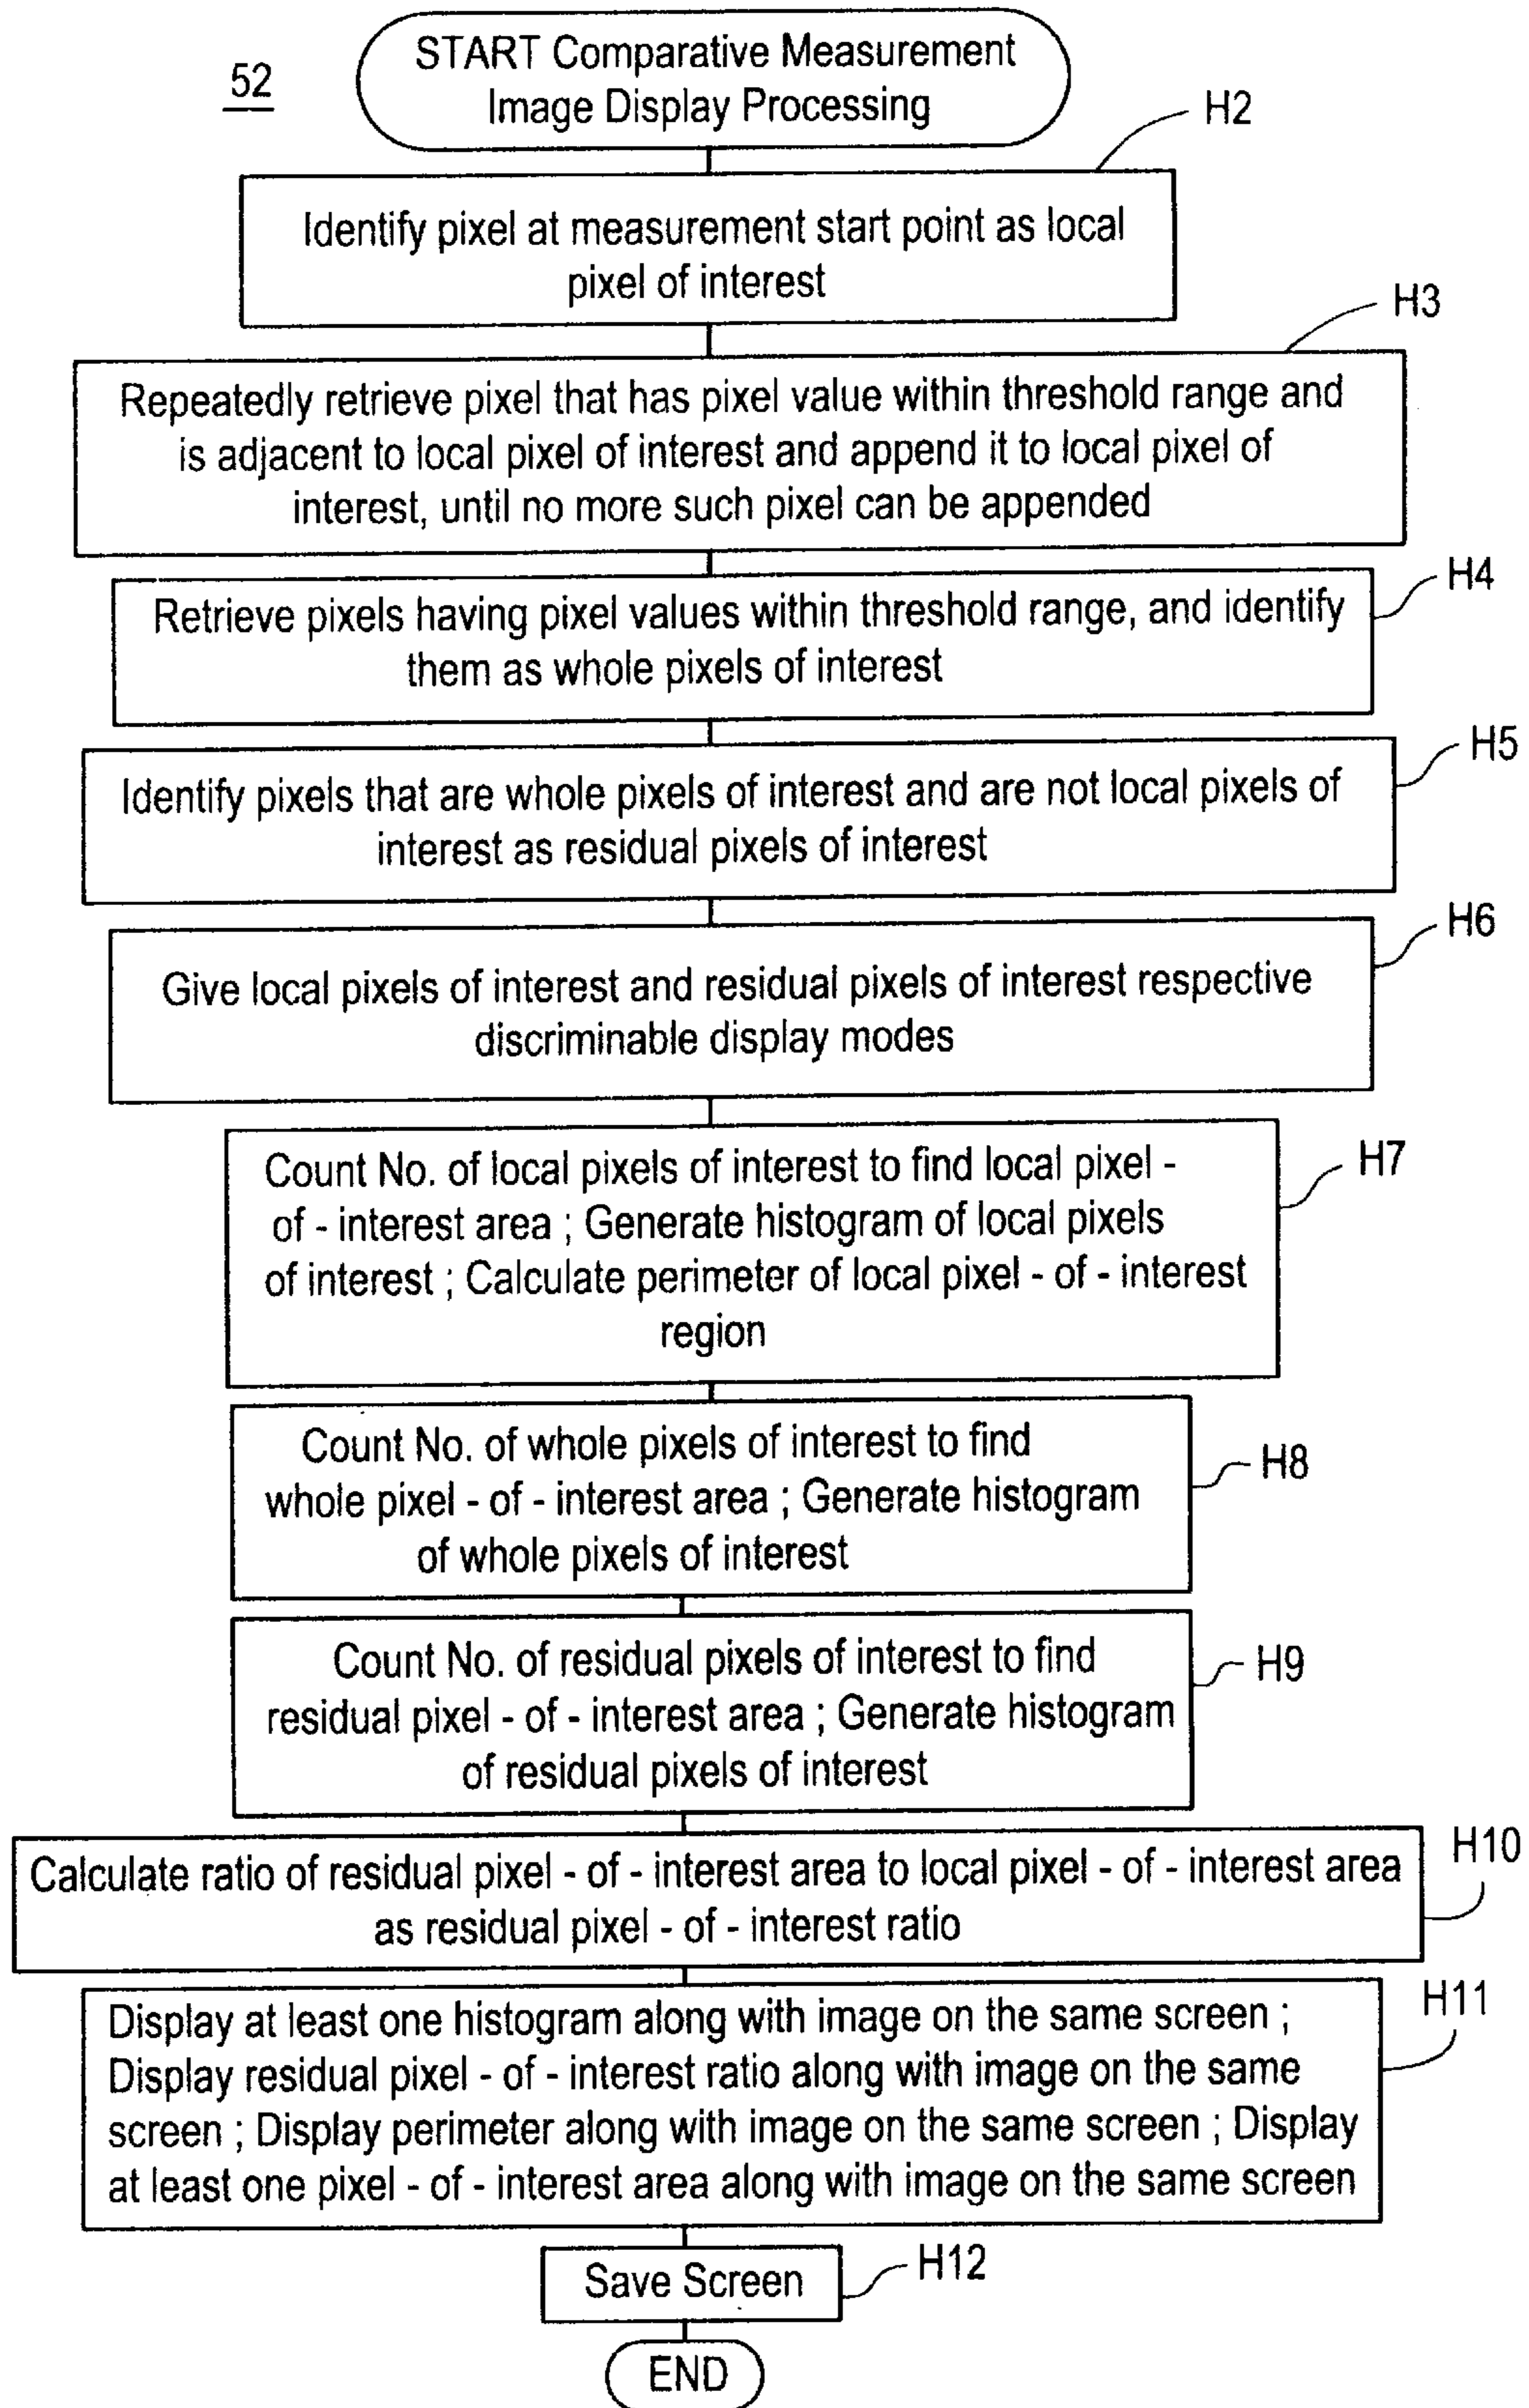 52
START Comparative Measurement
Image Display Processing
H2
Identify pixel at measurement start point as local
pixel of interest
H3
Repeatedly retrieve pixel that has pixel value within threshold range and
is adjacent to local pixel of interest and append it to local pixel of
interest, until no more such pixel can be appended
H4
Retrieve pixels having pixel values within threshold range, and identify
them as whole pixels of interest
H5
Identify pixels that are whole pixels of interest and are not local pixels of
interest as residual pixels of interest
H6
Give local pixels of interest and residual pixels of interest respective
discriminable display modes
H7
Count No. of local pixels of interest to find local pixel -
of - interest area ; Generate histogram of local pixels
of interest ; Calculate perimeter of local pixel - of - interest
region
H8
Count No. of whole pixels of interest to find
whole pixel - of - interest area ; Generate histogram
of whole pixels of interest
H9
Count No. of residual pixels of interest to find
residual pixel - of - interest area ; Generate histogram
of residual pixels of interest
H10
Calculate ratio of residual pixel - of - interest area to local pixel - of - interest area
as residual pixel - of - interest ratio
H11
Display at least one histogram along with image on the same screen ;
Display residual pixel - of - interest ratio along with image on the same
screen ; Display perimeter along with image on the same screen ; Display
at least one pixel - of - interest area along with image on the same screen
H12
Save Screen
END